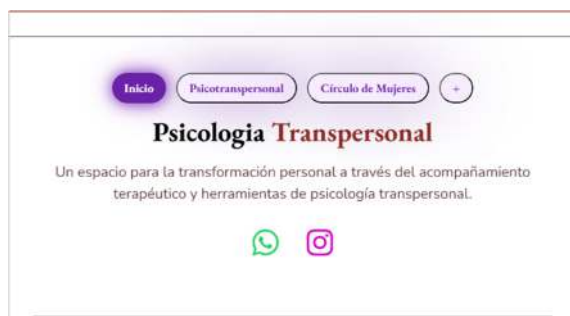 Inicio Psicotranspersonal Círculo de Mujeres +
Psicologia Transpersonal
Un espacio para la transformación personal a través del acompañamiento
terapéutico y herramientas de psicología transpersonal.